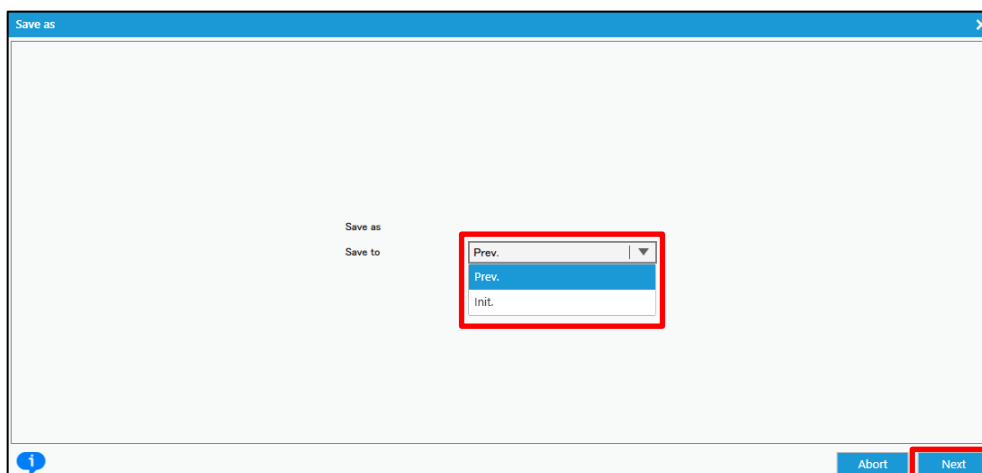 Save as
Save as
Save to
Prev.
Prev.
Init.
Abort
Next